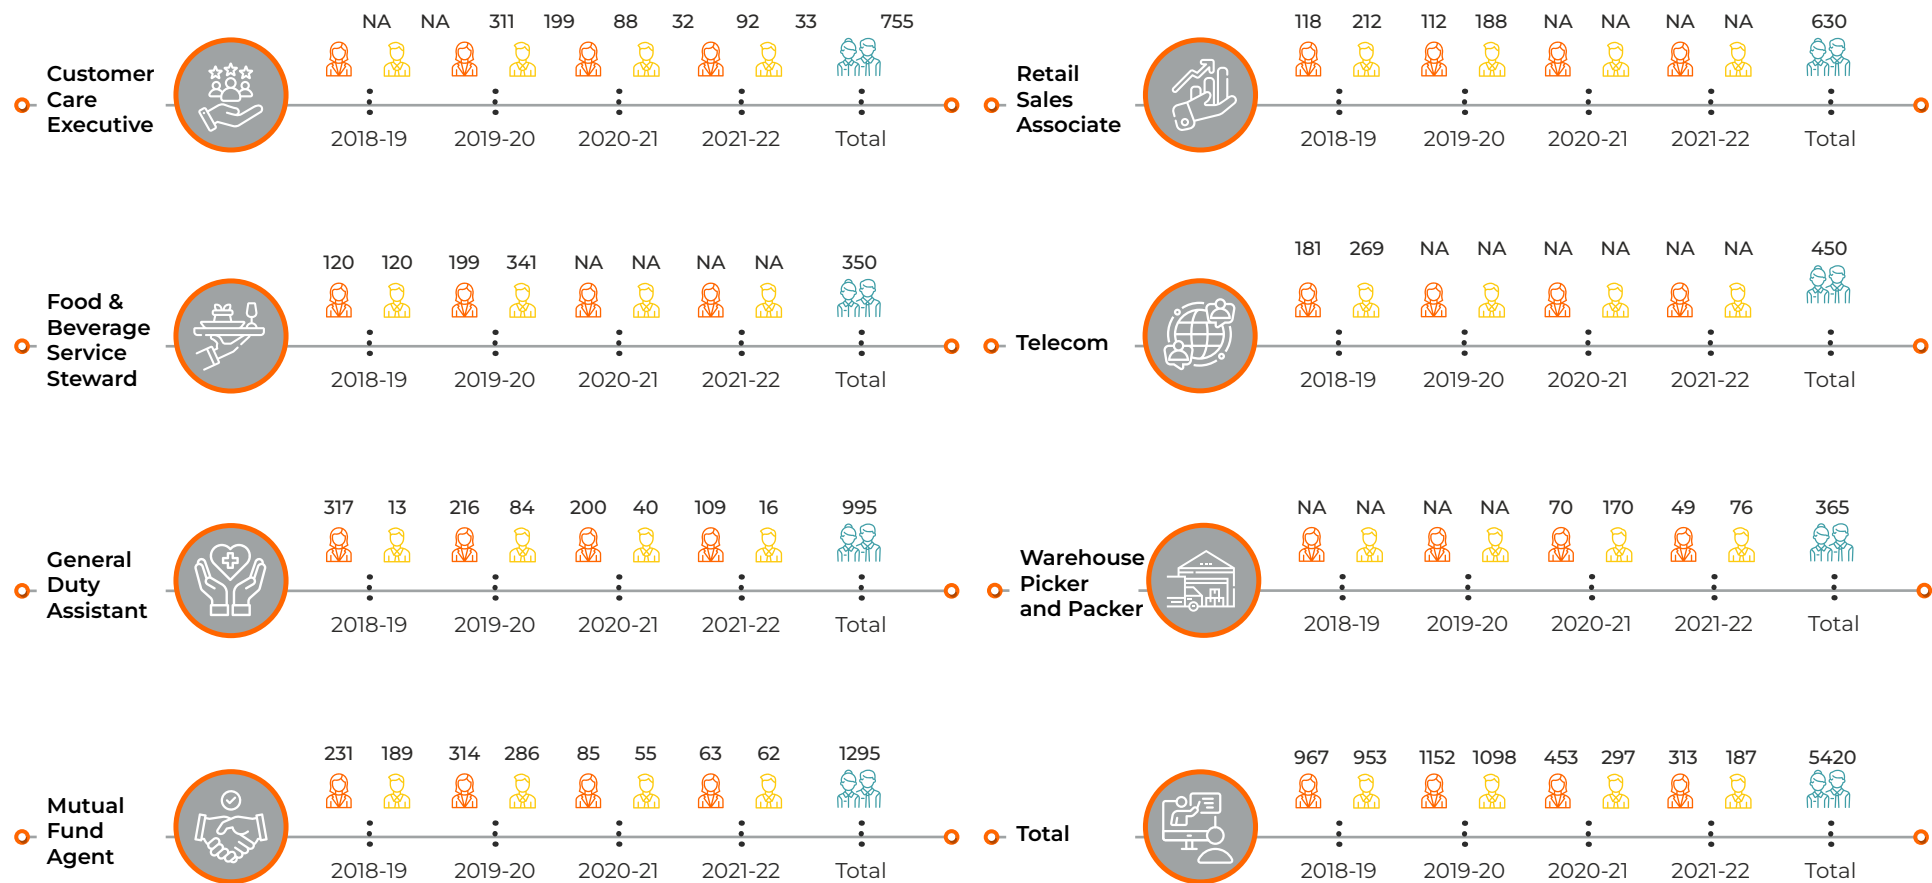 NA NA 311 199 88 32 92 33 755
Customer
Care
Executive
2018-19 2019-20 2020-21 2021-22 Total
118 212 112 188 NA NA NA NA 630
Retail
Sales
Associate
2018-19 2019-20 2020-21 2021-22 Total
120 120 199 341 NA NA NA NA 350
Food &
Beverage
Service
Steward
2018-19 2019-20 2020-21 2021-22 Total
181 269 NA NA NA NA NA NA 450
Telecom
2018-19 2019-20 2020-21 2021-22 Total
317 13 216 84 200 40 109 16 995
General
Duty
Assistant
2018-19 2019-20 2020-21 2021-22 Total
NA NA NA NA 70 170 49 76 365
Warehouse
Picker
and Packer
2018-19 2019-20 2020-21 2021-22 Total
231 189 314 286 85 55 63 62 1295
Mutual
Fund
Agent
2018-19 2019-20 2020-21 2021-22 Total
967 953 1152 1098 453 297 313 187 5420
Total
2018-19 2019-20 2020-21 2021-22 Total